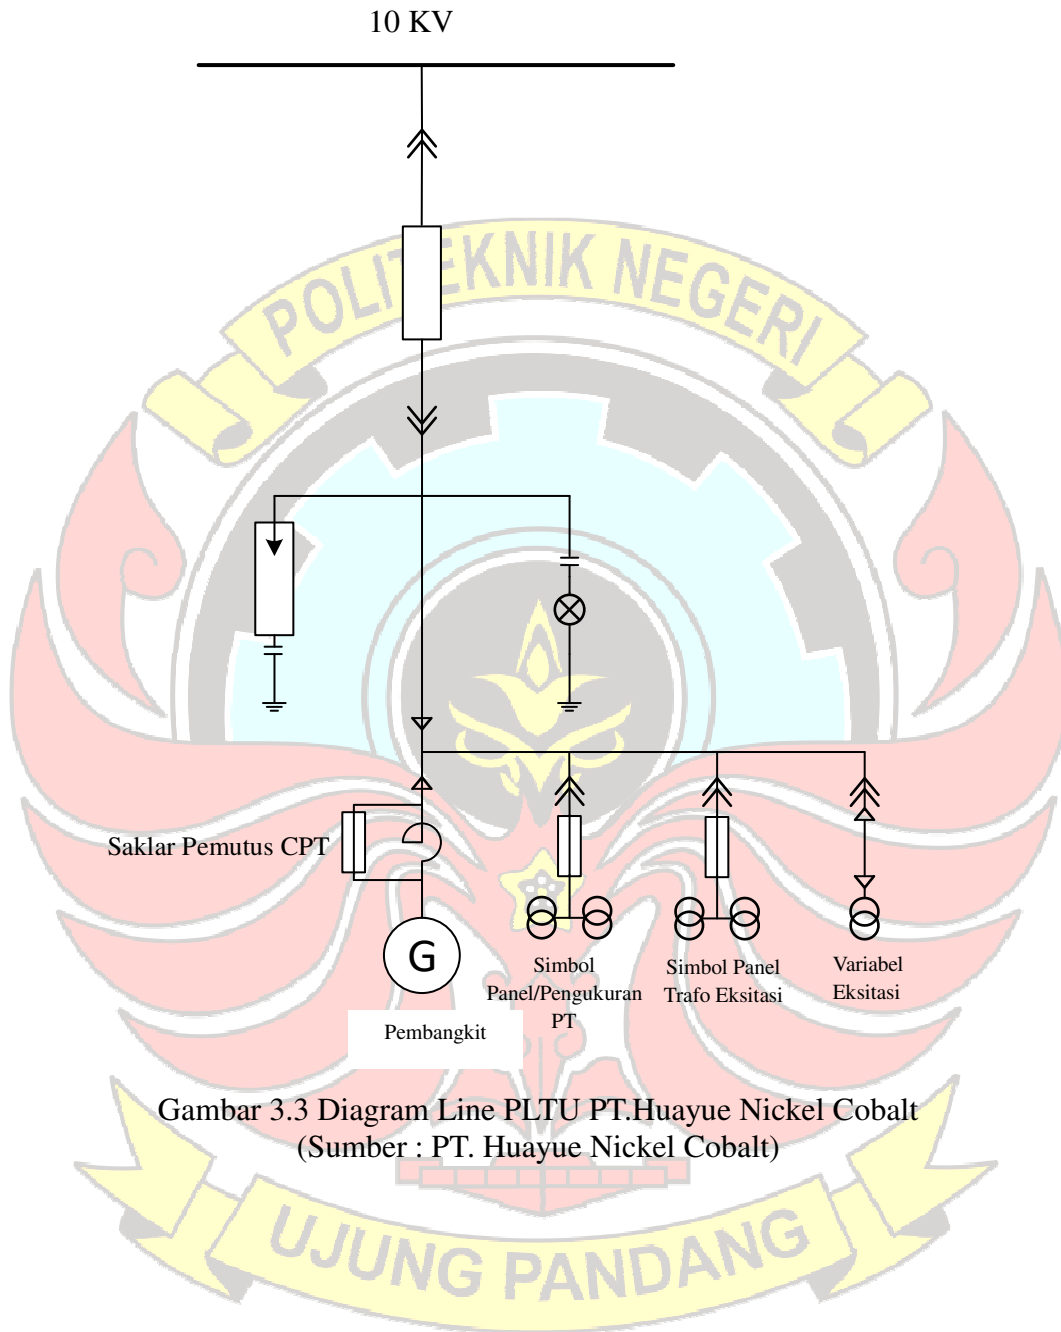 10 KV
POLITEKNIK NEGERI
Saklar Pemutus CPT
G
Pembangkit
Simbol
Panel/Pengukuran
PT
Simbol Panel
Trafo Eksitasi
Variabel
Eksitasi
Gambar 3.3 Diagram Line PLTU PT.Huayue Nickel Cobalt
(Sumber : PT. Huayue Nickel Cobalt)
UJUNG PANDANG